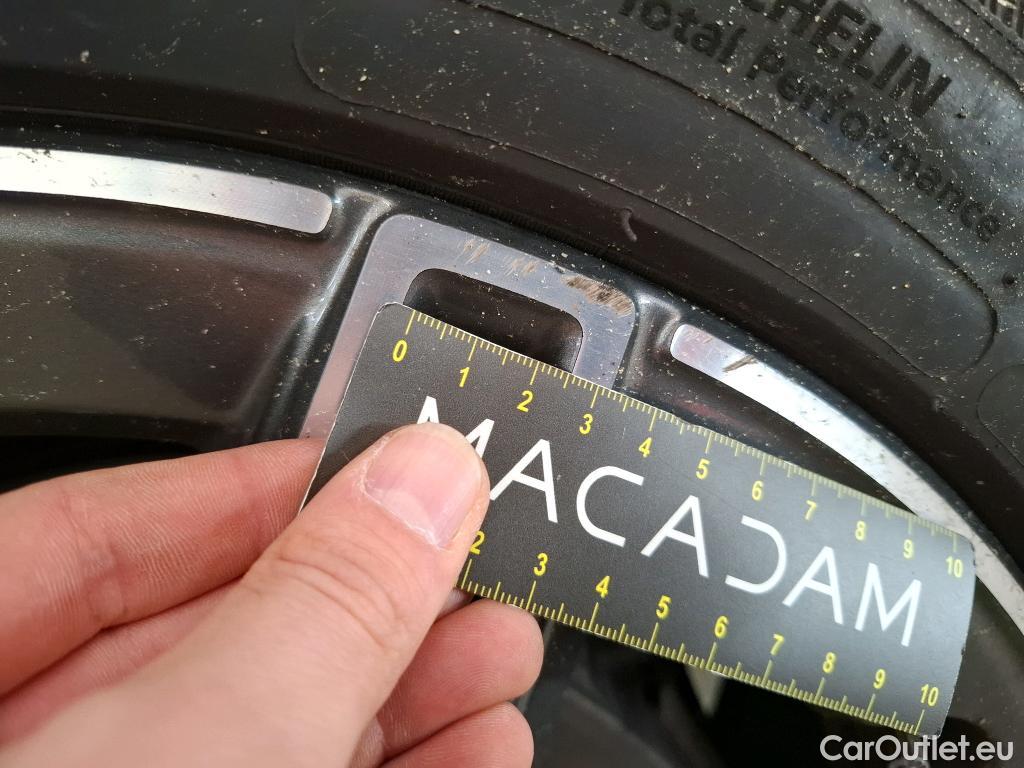 MICHELIN
Total Performance
0 1 2 3 4 5 6 7 8 9 10
MACADAM
2 3 4 5 6 7 8 9 10
CarOutlet.eu